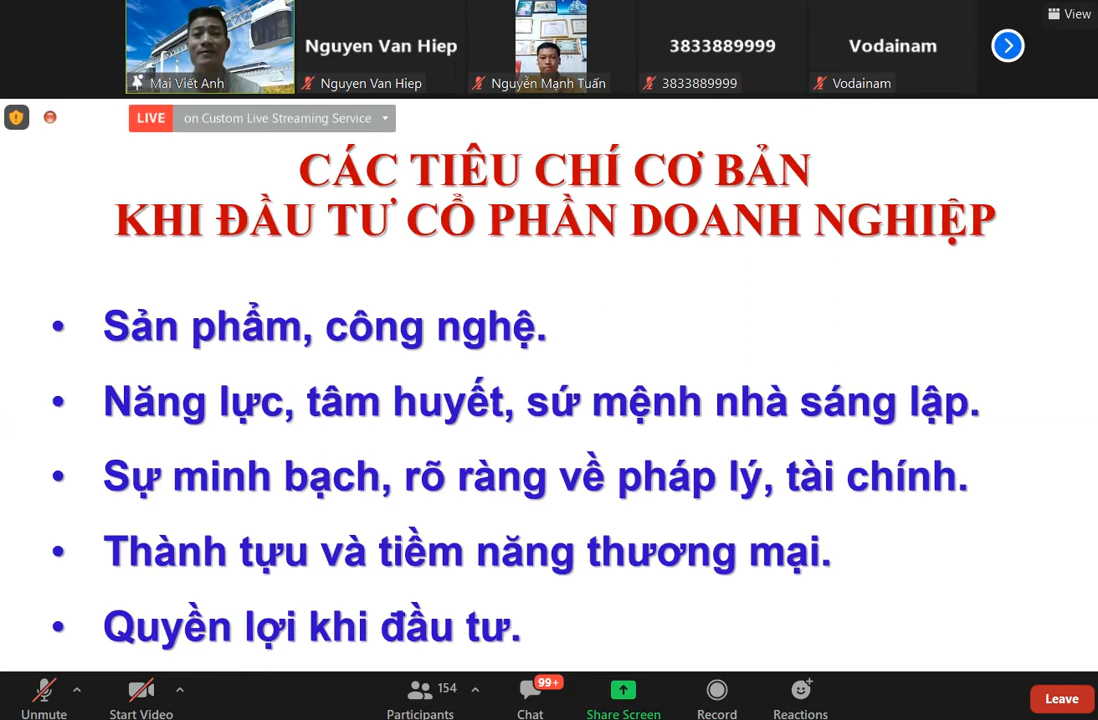 View
Nguyen Van Hiep
3833889999
Vodainam
Mai Viết Anh
Nguyen Van Hiep
Nguyễn Mạnh Tuấn
3833889999
Vodainam
LIVE on Custom Live Streaming Service
CÁC TIÊU CHÍ CƠ BẢN
KHI ĐẦU TƯ CỔ PHẦN DOANH NGHIỆP
• Sản phẩm, công nghệ.
• Năng lực, tâm huyết, sứ mệnh nhà sáng lập.
• Sự minh bạch, rõ ràng về pháp lý, tài chính.
• Thành tựu và tiềm năng thương mại.
• Quyền lợi khi đầu tư.
154
99+
Unmute
Start Video
Participants
Chat
Share Screen
Record
Reactions
Leave